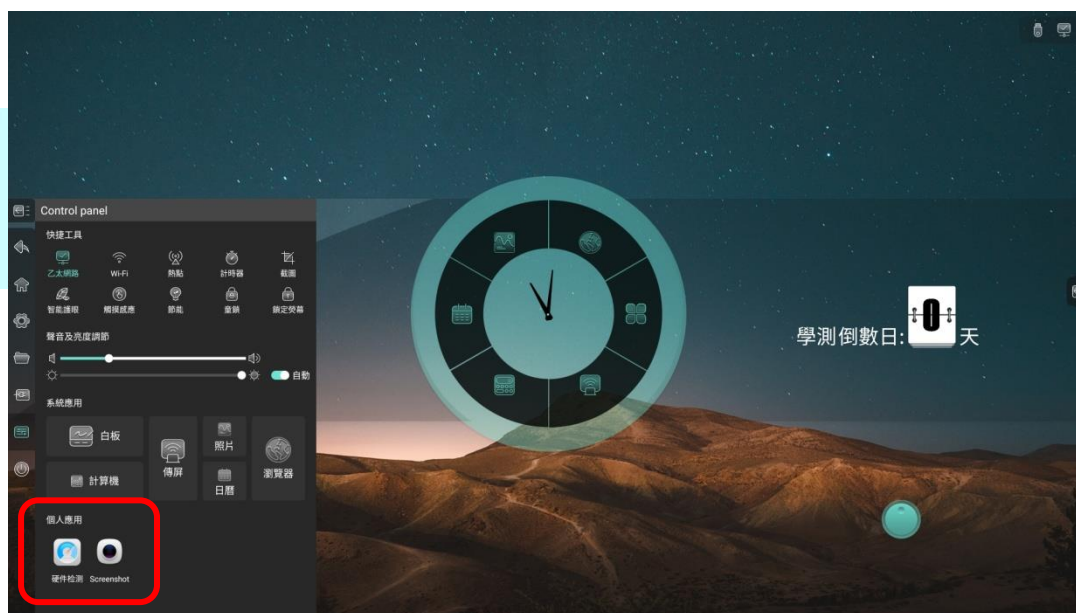 Control panel
快捷工具
乙太網路 Wi-Fi 熱點 計時器 截圖
智能護眼 觸摸感應 節能 童鎖 鎖定熒幕
聲音及亮度調節
自動
系統應用
白板
傳屏
照片
瀏覽器
計算機
日曆
個人應用
硬件检测 Screenshot
學測倒數日: 0 天